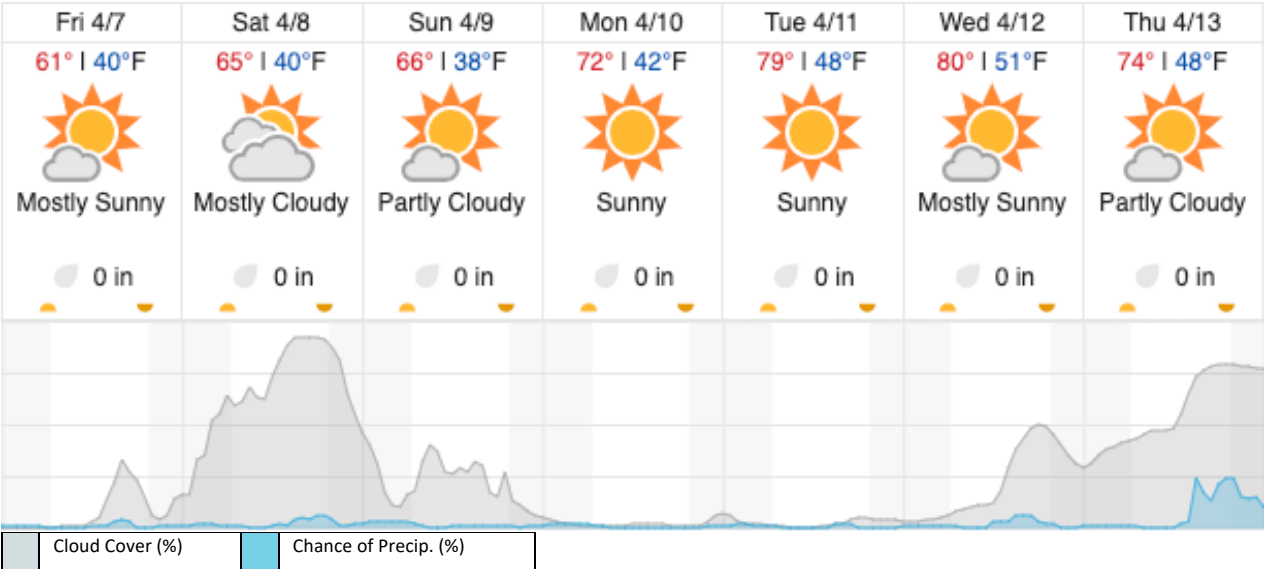 Fri 4/7 Sat 4/8 Sun 4/9 Mon 4/10 Tue 4/11 Wed 4/12 Thu 4/13
61° | 40°F 65° | 40°F 66° | 38°F 72° | 42°F 79° | 48°F 80° | 51°F 74° | 48°F
Mostly Sunny Mostly Cloudy Partly Cloudy Sunny Sunny Mostly Sunny Partly Cloudy
0 in 0 in 0 in 0 in 0 in 0 in 0 in
Cloud Cover (%) Chance of Precip. (%)